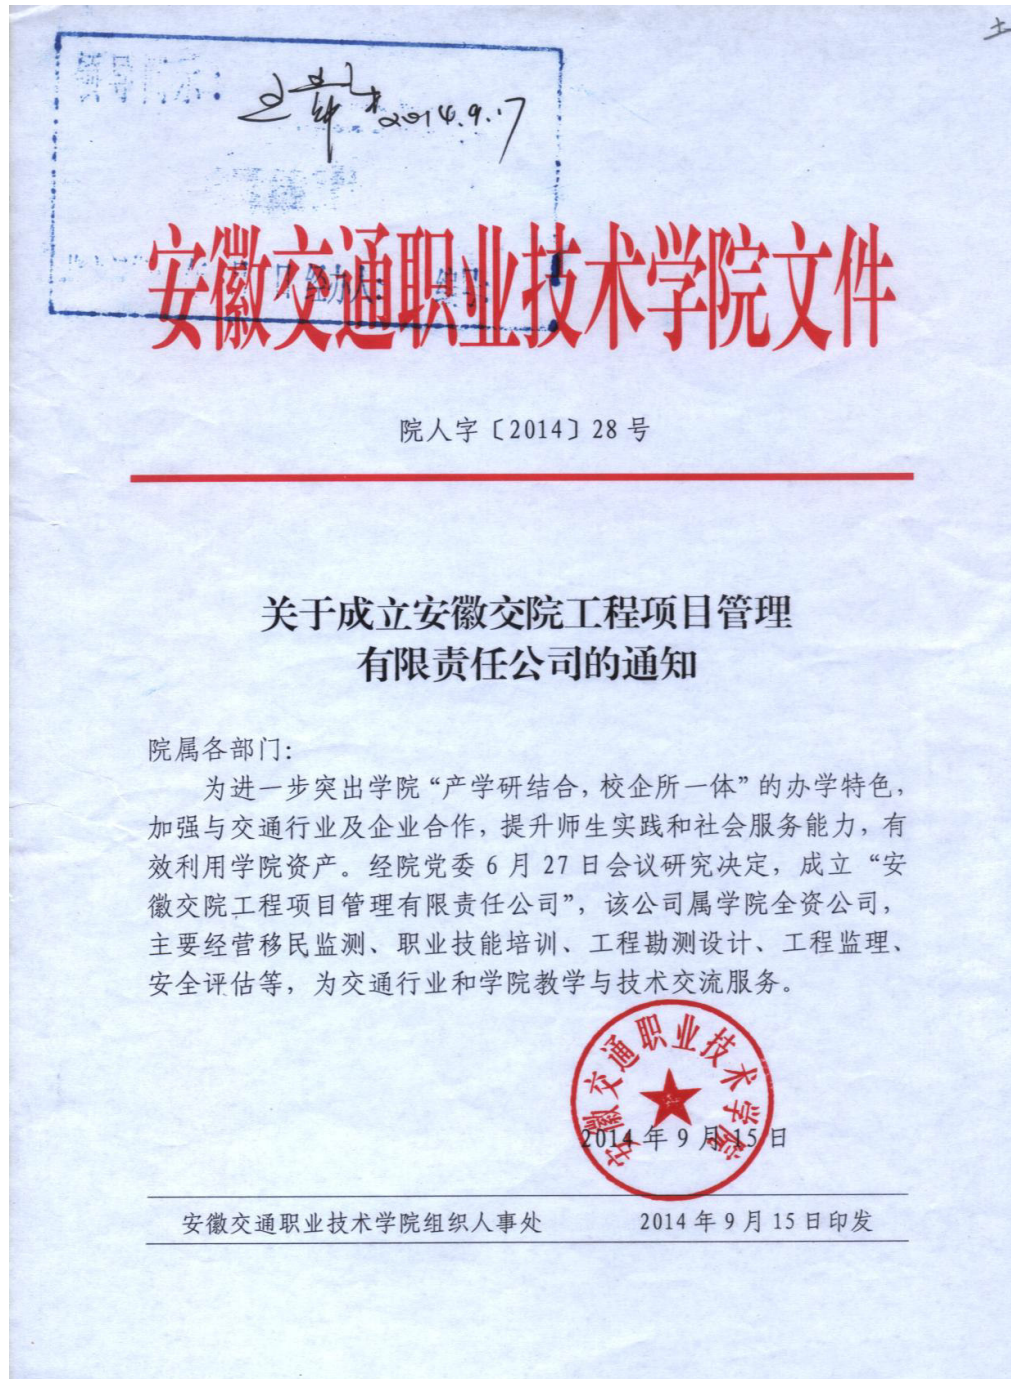 土
领导批示：
2014.9.17
安徽交通职业技术学院文件
经办人：
院人字〔2014〕28号
关于成立安徽交院工程项目管理
有限责任公司的通知
院属各部门：
为进一步突出学院“产学研结合，校企所一体”的办学特色，
加强与交通行业及企业合作，提升师生实践和社会服务能力，有
效利用学院资产。经院党委6月27日会议研究决定，成立“安
徽交院工程项目管理有限责任公司”，该公司属学院全资公司，
主要经营移民监测、职业技能培训、工程勘测设计、工程监理、
安全评估等，为交通行业和学院教学与技术交流服务。
安徽交通职业技术学院
2014年9月15日
安徽交通职业技术学院组织人事处 2014年9月15日印发